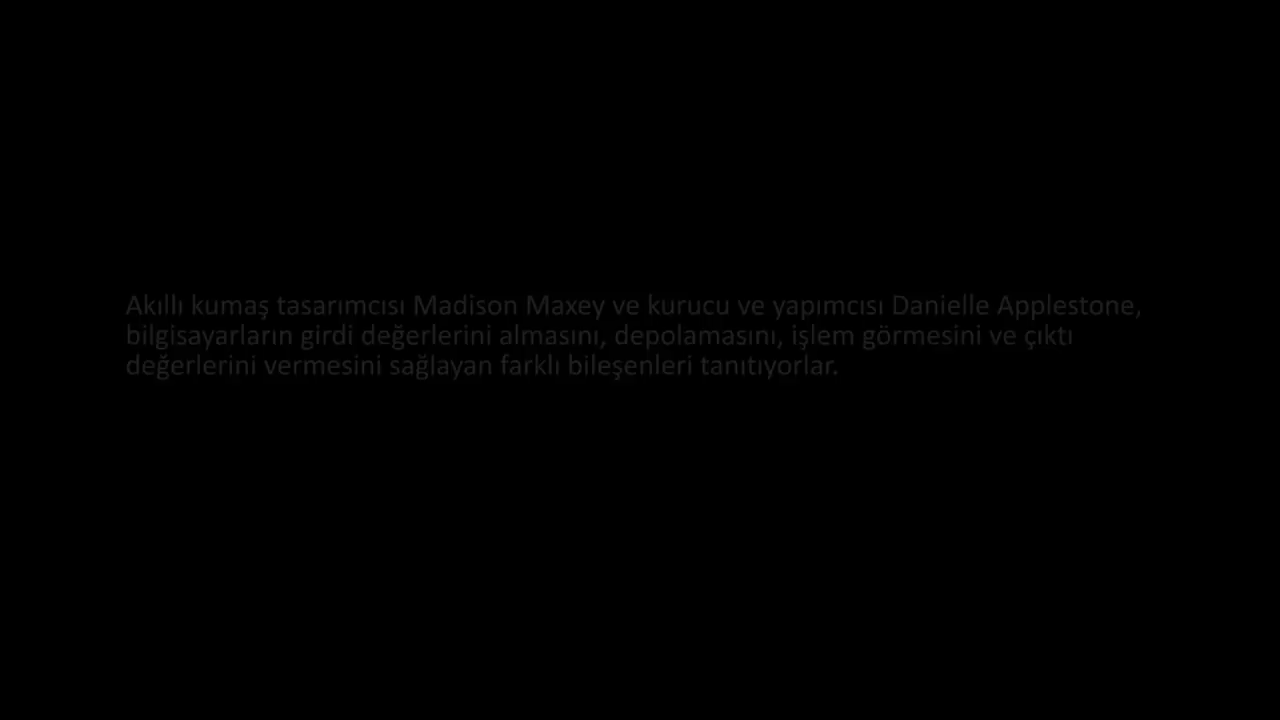 Akıllı kumaş tasarımcısı Madison Maxey ve kurucu ve yapımcısı Danielle Applestone,
bilgisayarların girdi değerlerini almasını, depolamasını, işlem görmesini ve çıktı
değerlerini vermesini sağlayan farklı bileşenleri tanıtıyorlar.